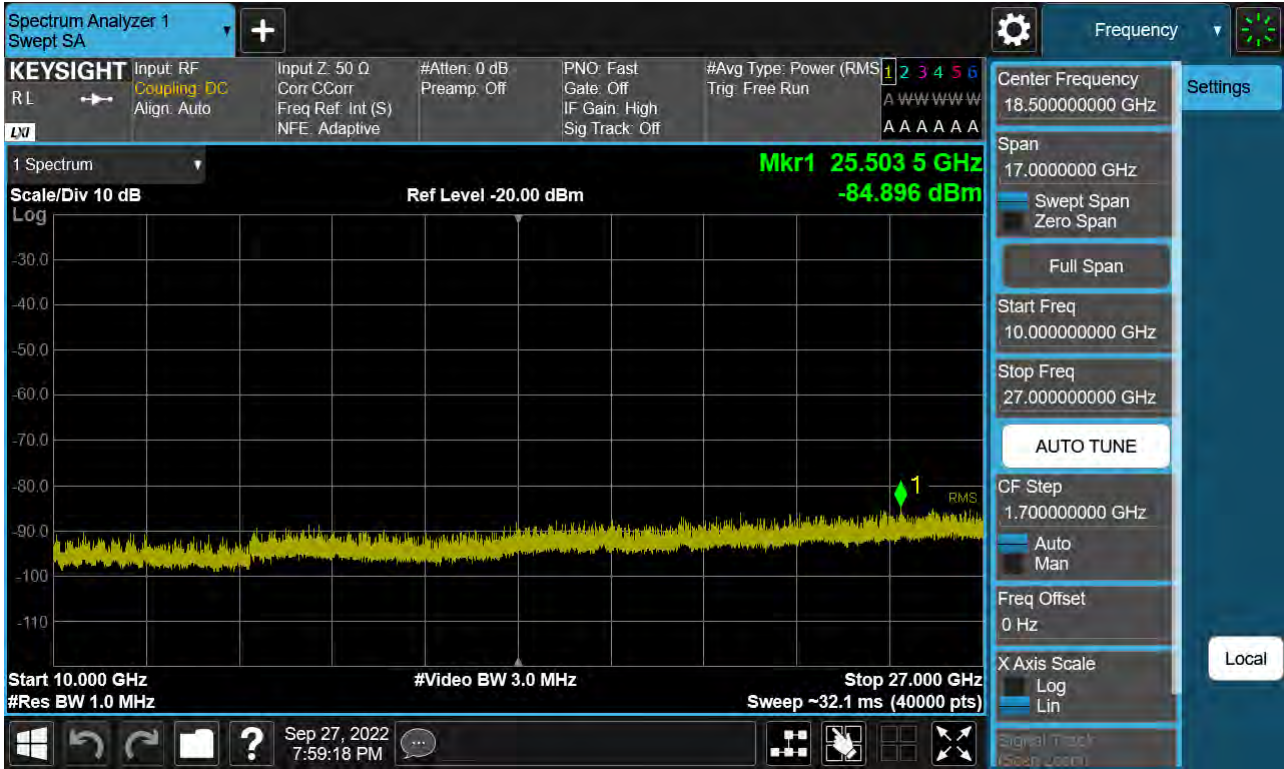 Spectrum Analyzer 1
Swept SA
+
Frequency
KEYSIGHT
R L
LXI
Input: RF
Coupling: DC
Align: Auto
Input Z: 50 Ω
Corr CCorr
Freq Ref: Int (S)
NFE: Adaptive
#Atten: 0 dB
Preamp: Off
PNO: Fast
Gate: Off
IF Gain: High
Sig Track: Off
#Avg Type: Power (RMS
Trig: Free Run
1 2 3 4 5 6
A W W W W W
A A A A A A
1 Spectrum
Scale/Div 10 dB
Log
Ref Level -20.00 dBm
Mkr1 25.503 5 GHz
-84.896 dBm
-30.0
-40.0
-50.0
-60.0
-70.0
-80.0
-90.0
-100
-110
1
RMS
Start 10.000 GHz
#Res BW 1.0 MHz
#Video BW 3.0 MHz
Stop 27.000 GHz
Sweep ~32.1 ms (40000 pts)
Center Frequency
18.500000000 GHz
Span
17.0000000 GHz
Swept Span
Zero Span
Full Span
Start Freq
10.000000000 GHz
Stop Freq
27.000000000 GHz
AUTO TUNE
CF Step
1.700000000 GHz
Auto
Man
Freq Offset
0 Hz
X Axis Scale
Log
Lin
Signal Track
(Span Zoom)
Settings
Local
?
Sep 27, 2022
7:59:18 PM